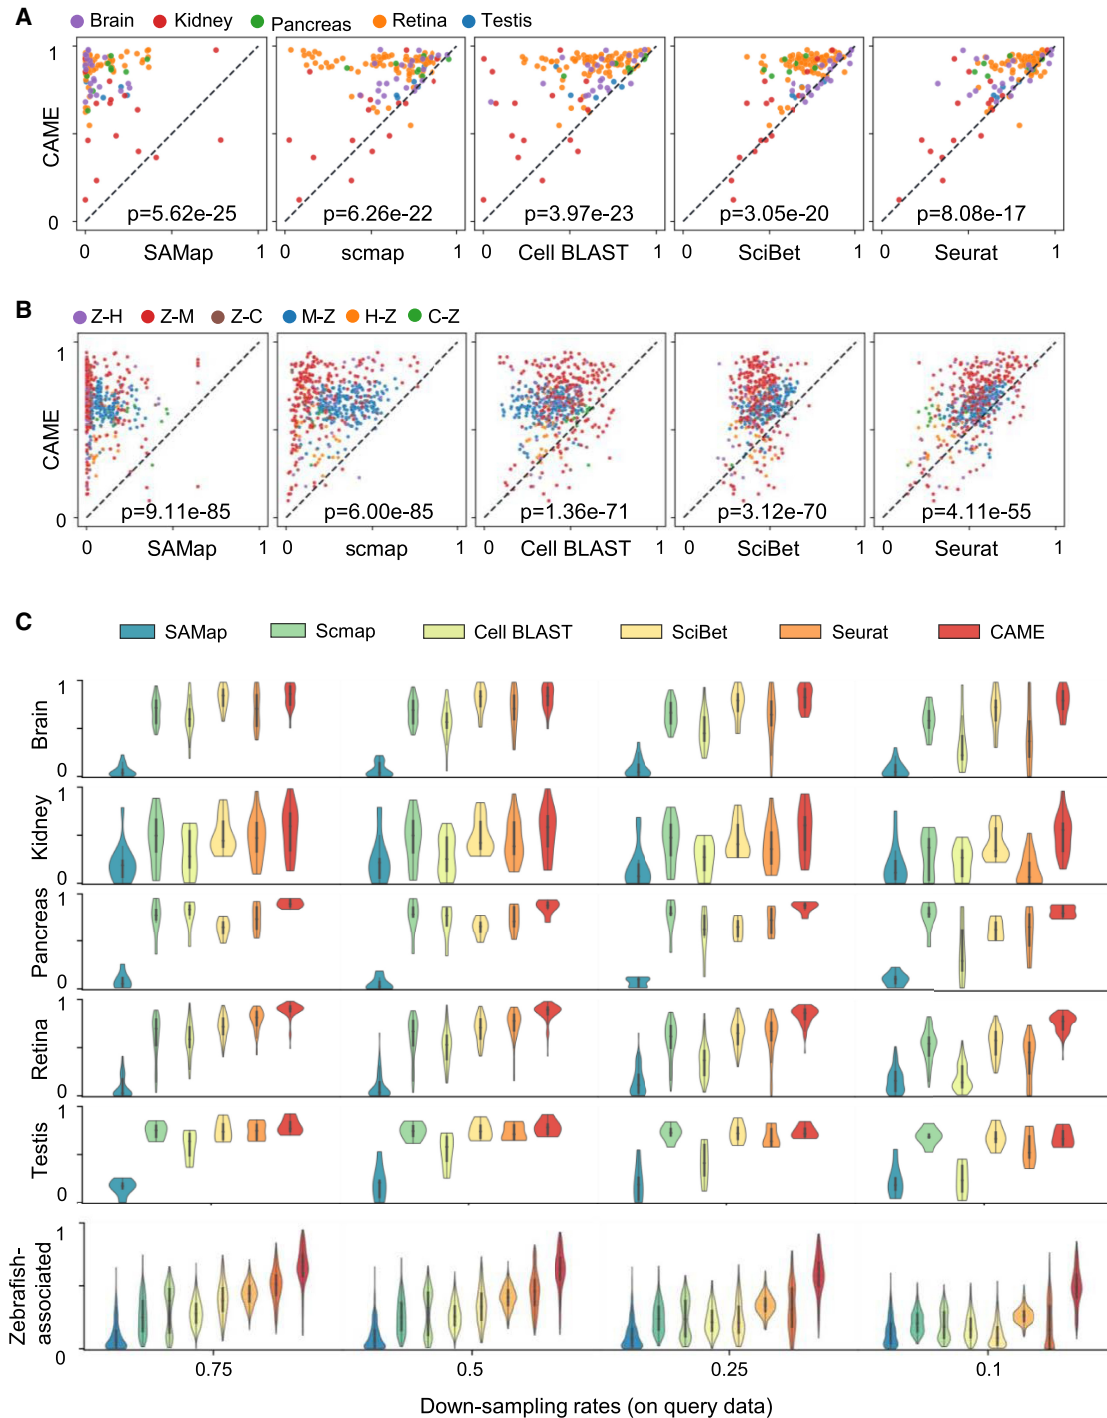 A
Brain Kidney Pancreas Retina Testis
1
CAME
0
p=5.62e-25 p=6.26e-22 p=3.97e-23 p=3.05e-20 p=8.08e-17
0 SAMap 1 0 scmap 1 0 Cell BLAST 1 0 SciBet 1 0 Seurat 1
B
Z-H Z-M Z-C M-Z H-Z C-Z
1
CAME
0
p=9.11e-85 p=6.00e-85 p=1.36e-71 p=3.12e-70 p=4.11e-55
0 SAMap 1 0 scmap 1 0 Cell BLAST 1 0 SciBet 1 0 Seurat 1
C
SAMap Scmap Cell BLAST SciBet Seurat CAME
1
Brain
0
1
Kidney
0
1
Pancreas
0
1
Retina
0
1
Testis
0
1
Zebrafish-
associated
0
0.75 0.5 0.25 0.1
Down-sampling rates (on query data)